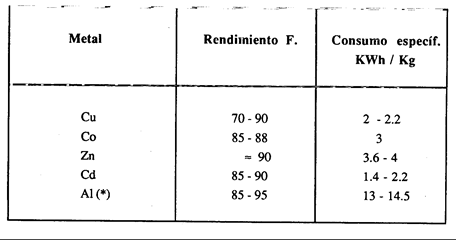 Metal Rendimiento F. Consumo específ.
KWh / Kg
Cu 70 - 90 2 - 2.2
Co 85 - 88 3
Zn ≈ 90 3.6 - 4
Cd 85 - 90 1.4 - 2.2
Al (*) 85 - 95 13 - 14.5